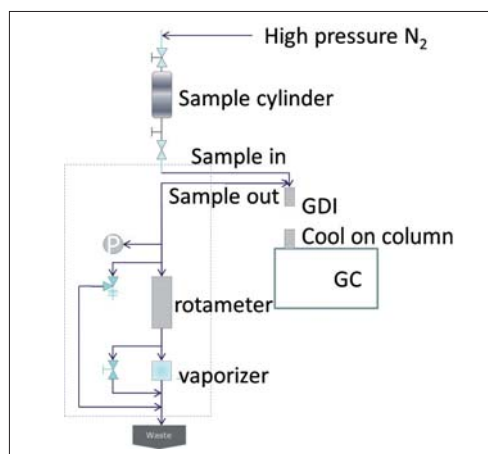 High pressure N₂
Sample cylinder
Sample in
Sample out
GDI
Cool on column
P
GC
rotameter
vaporizer
Waste